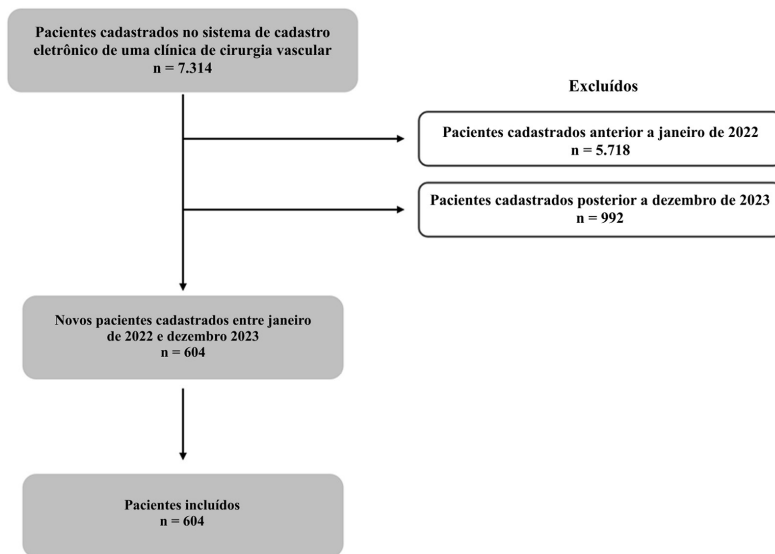 Pacientes cadastrados no sistema de cadastro
eletrônico de uma clínica de cirurgia vascular
n = 7.314
Excluídos
Pacientes cadastrados anterior a janeiro de 2022
n = 5.718
Pacientes cadastrados posterior a dezembro de 2023
n = 992
Novos pacientes cadastrados entre janeiro
de 2022 e dezembro 2023
n = 604
Pacientes incluídos
n = 604